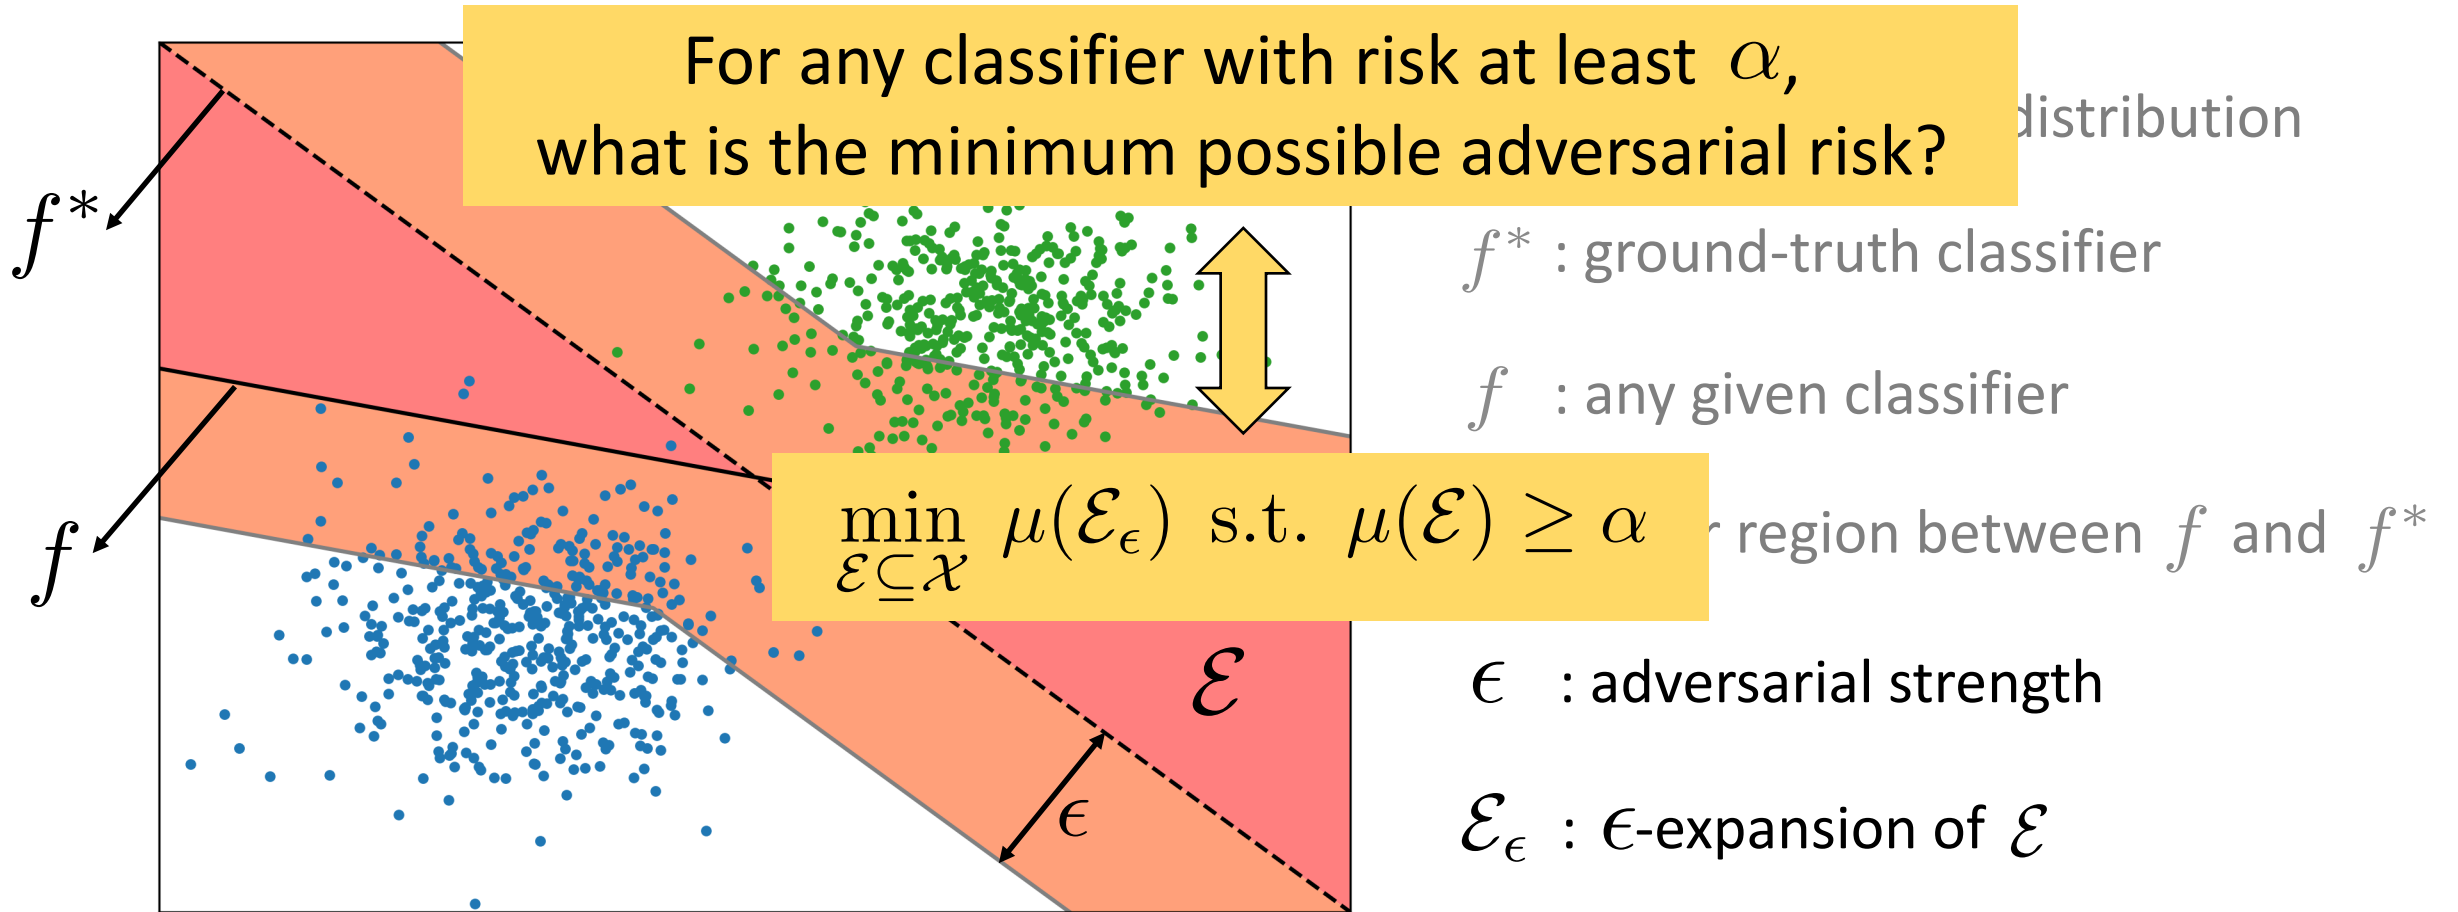 For any classifier with risk at least α,
what is the minimum possible adversarial risk?
distribution
f* : ground-truth classifier
f : any given classifier
min μ(ℰ_ϵ) s.t. μ(ℰ) ≥ α
ℰ⊆𝒳
region between f and f*
ϵ : adversarial strength
ℰ_ϵ : ϵ-expansion of ℰ
f*
f
ℰ
ϵ